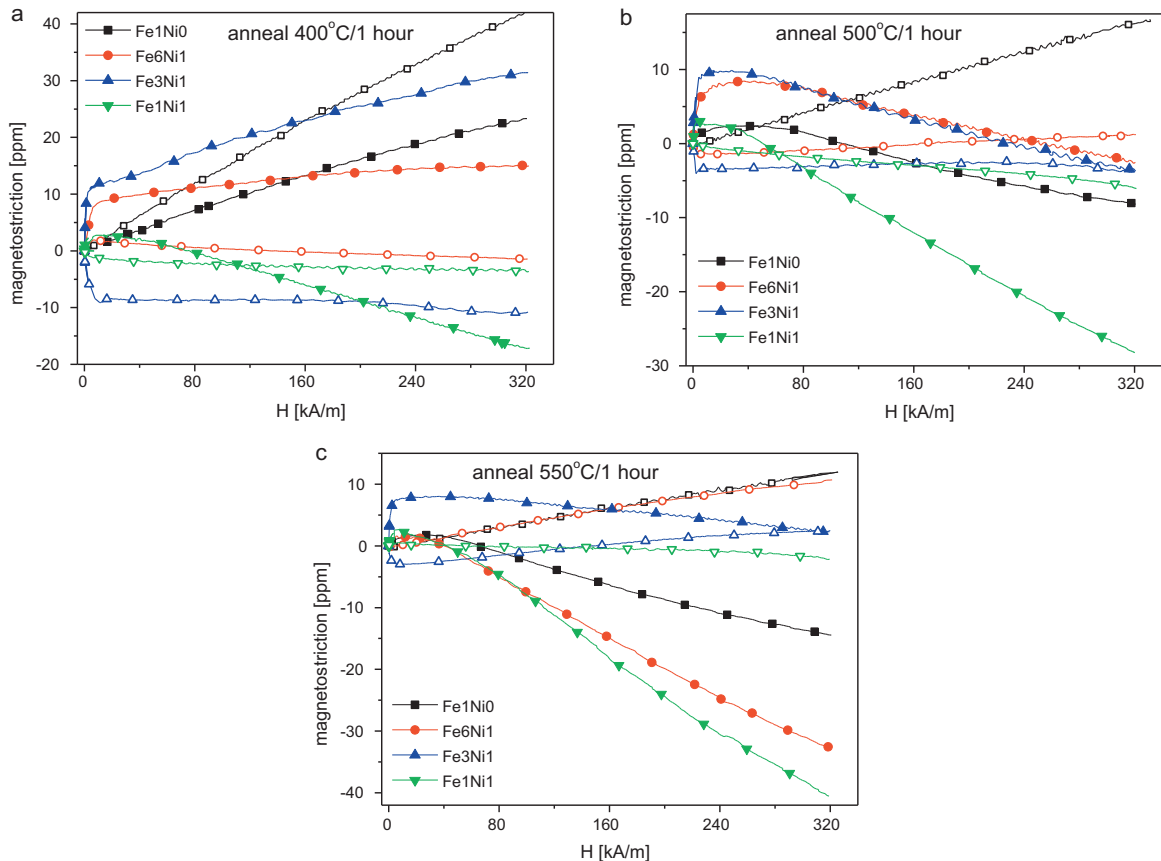 a
anneal 400°C/1 hour
Fe1Ni0
Fe6Ni1
Fe3Ni1
Fe1Ni1
magnetostriction [ppm]
40
30
20
10
0
-10
-20
0 80 160 240 320
H [kA/m]
b
anneal 500°C/1 hour
magnetostriction [ppm]
10
0
-10
-20
-30
Fe1Ni0
Fe6Ni1
Fe3Ni1
Fe1Ni1
0 80 160 240 320
H [kA/m]
c
anneal 550°C/1 hour
magnetostriction [ppm]
10
0
-10
-20
-30
-40
Fe1Ni0
Fe6Ni1
Fe3Ni1
Fe1Ni1
0 80 160 240 320
H [kA/m]